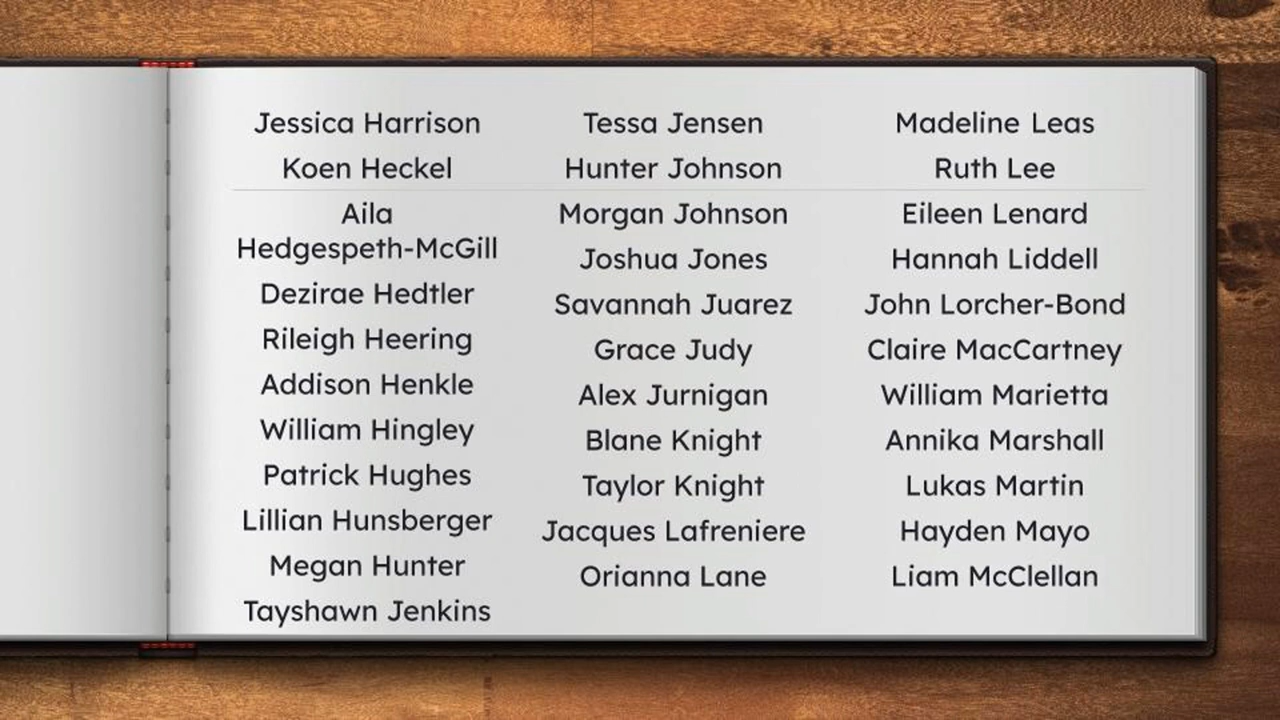 Jessica Harrison
Koen Heckel
Aila
Hedgespeth-McGill
Dezirae Hedtler
Rileigh Heering
Addison Henkle
William Hingley
Patrick Hughes
Lillian Hunsberger
Megan Hunter
Tayshawn Jenkins
Tessa Jensen
Hunter Johnson
Morgan Johnson
Joshua Jones
Savannah Juarez
Grace Judy
Alex Jurnigan
Blane Knight
Taylor Knight
Jacques Lafreniere
Orianna Lane
Madeline Leas
Ruth Lee
Eileen Lenard
Hannah Liddell
John Lorcher-Bond
Claire MacCartney
William Marietta
Annika Marshall
Lukas Martin
Hayden Mayo
Liam McClellan